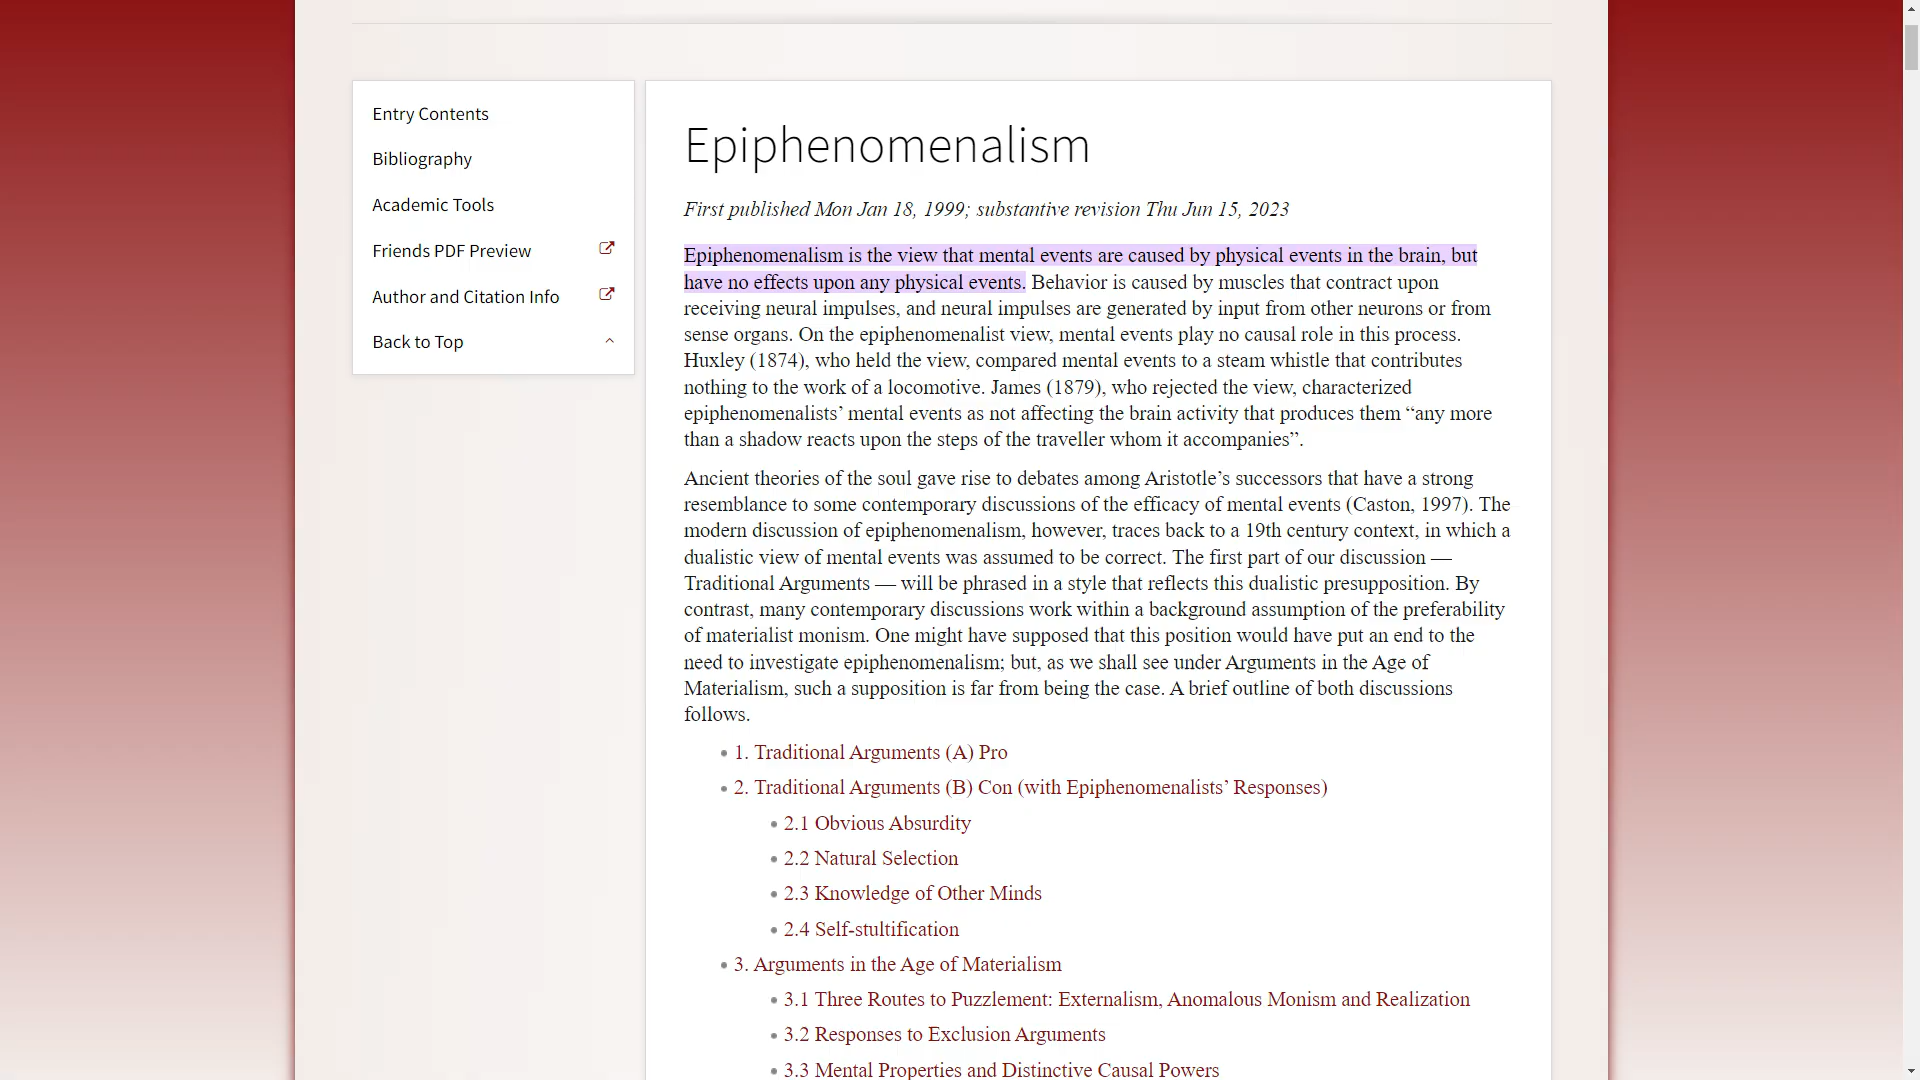 Entry Contents
Bibliography
Academic Tools
Friends PDF Preview
Author and Citation Info
Back to Top
Epiphenomenalism
First published Mon Jan 18, 1999; substantive revision Thu Jun 15, 2023
Epiphenomenalism is the view that mental events are caused by physical events in the brain, but
have no effects upon any physical events. Behavior is caused by muscles that contract upon
receiving neural impulses, and neural impulses are generated by input from other neurons or from
sense organs. On the epiphenomenalist view, mental events play no causal role in this process.
Huxley (1874), who held the view, compared mental events to a steam whistle that contributes
nothing to the work of a locomotive. James (1879), who rejected the view, characterized
epiphenomenalists’ mental events as not affecting the brain activity that produces them “any more
than a shadow reacts upon the steps of the traveller whom it accompanies”.
Ancient theories of the soul gave rise to debates among Aristotle’s successors that have a strong
resemblance to some contemporary discussions of the efficacy of mental events (Caston, 1997). The
modern discussion of epiphenomenalism, however, traces back to a 19th century context, in which a
dualistic view of mental events was assumed to be correct. The first part of our discussion —
Traditional Arguments — will be phrased in a style that reflects this dualistic presupposition. By
contrast, many contemporary discussions work within a background assumption of the preferability
of materialist monism. One might have supposed that this position would have put an end to the
need to investigate epiphenomenalism; but, as we shall see under Arguments in the Age of
Materialism, such a supposition is far from being the case. A brief outline of both discussions
follows.
1. Traditional Arguments (A) Pro
2. Traditional Arguments (B) Con (with Epiphenomenalists’ Responses)
2.1 Obvious Absurdity
2.2 Natural Selection
2.3 Knowledge of Other Minds
2.4 Self-stultification
3. Arguments in the Age of Materialism
3.1 Three Routes to Puzzlement: Externalism, Anomalous Monism and Realization
3.2 Responses to Exclusion Arguments
3.3 Mental Properties and Distinctive Causal Powers